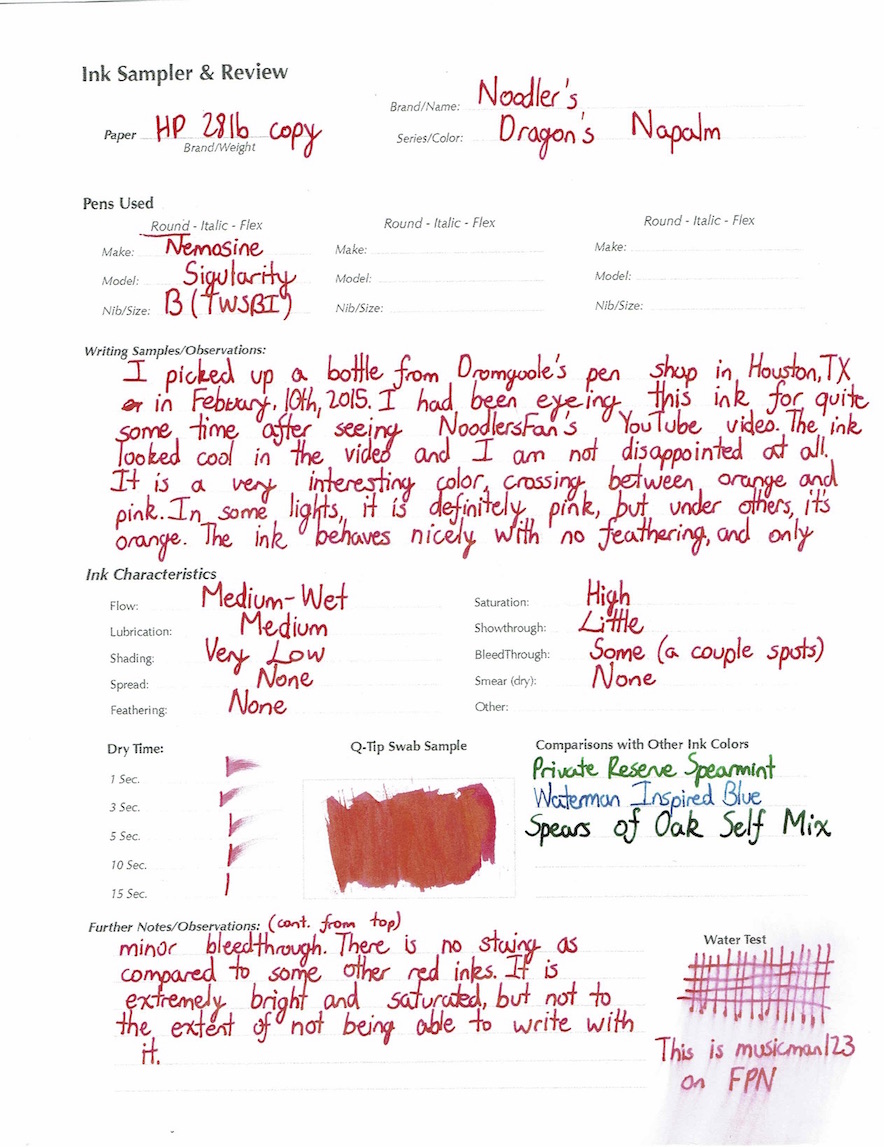 Ink Sampler & Review
Brand/Name: Noodler's
Paper HP 28lb copy
Brand/Weight
Series/Color: Dragon's Napalm
Pens Used
Round - Italic - Flex Round - Italic - Flex Round - Italic - Flex
Make: Nemosine Make: Make:
Model: Sigularity Model: Model:
Nib/Size: B (TWSBI) Nib/Size: Nib/Size:
Writing Samples/Observations:
I picked up a bottle from Dromgoole's pen shop in Houston, TX
in Febuary, 10th, 2015. I had been eyeing this ink for quite
some time after seeing NoodlersFan's YouTube video. The ink
looked cool in the video and I am not disappointed at all.
It is a very interesting color, crossing between orange and
pink. In some lights, it is definitely pink, but under others, it's
orange. The ink behaves nicely with no feathering, and only
Ink Characteristics
Flow: Medium-Wet Saturation: High
Lubrication: Medium Showthrough: Little
Shading: Very Low BleedThrough: Some (a couple spots)
Spread: None Smear (dry): None
Feathering: None Other:
Dry Time: Q-Tip Swab Sample Comparisons with Other Ink Colors
1 Sec. Private Reserve Spearmint
3 Sec. Waterman Inspired Blue
5 Sec. Spears of Oak Self Mix
10 Sec.
15 Sec.
Further Notes/Observations: (cont. from top)
minor bleedthrough. There is no staing as
compared to some other red inks. It is
extremely bright and saturated, but not to
the extent of not being able to write with
it.
Water Test
This is musicman123
on FPN